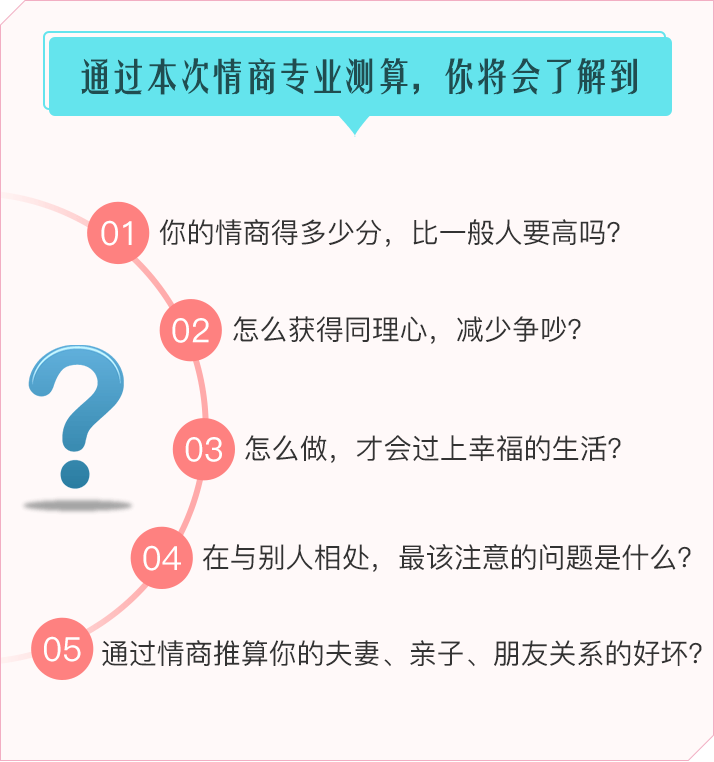 通过本次情商专业测算，你将会了解到
01 你的情商得多少分，比一般人要高吗？
02 怎么获得同理心，减少争吵？
03 怎么做，才会过上幸福的生活？
04 在与别人相处，最该注意的问题是什么？
05 通过情商推算你的夫妻、亲子、朋友关系的好坏？